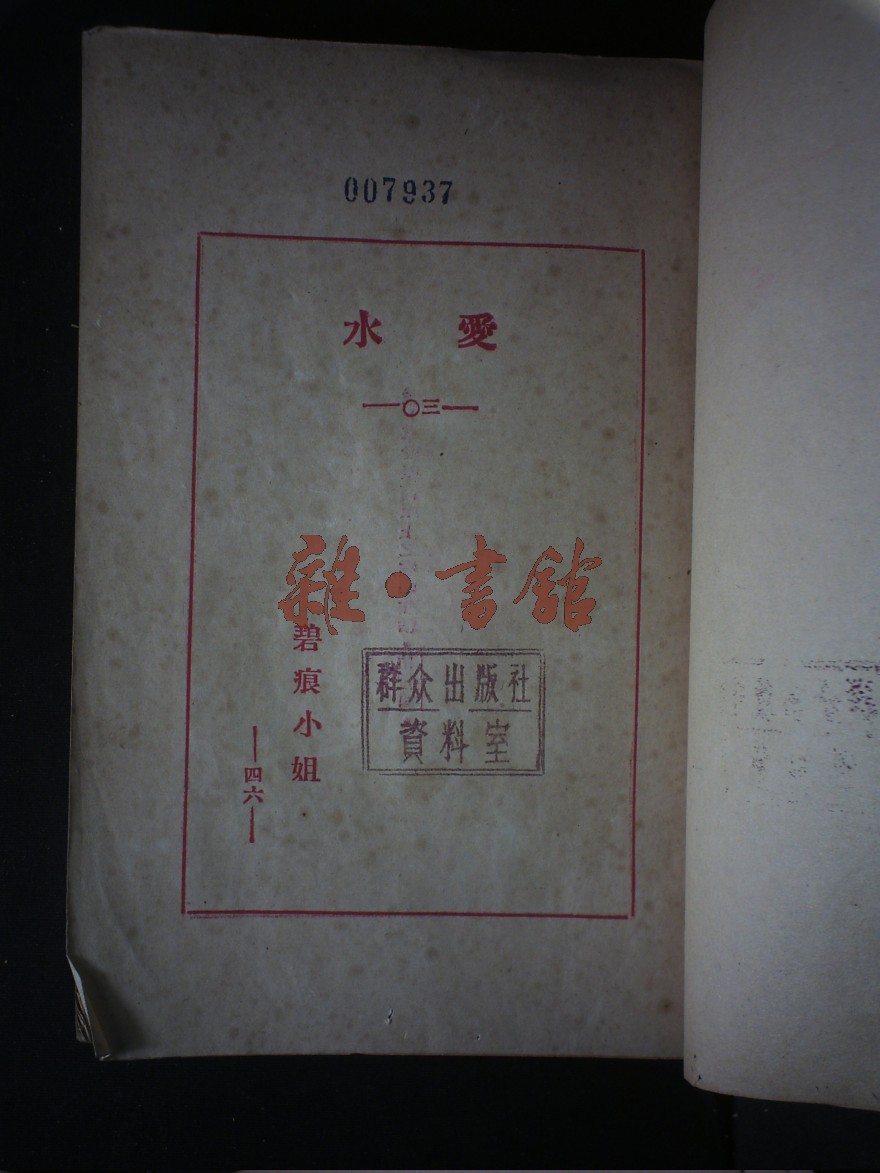 007937
愛水
—三〇—
雜•書館
碧痕小姐
—四六—
群众出版社
資料室